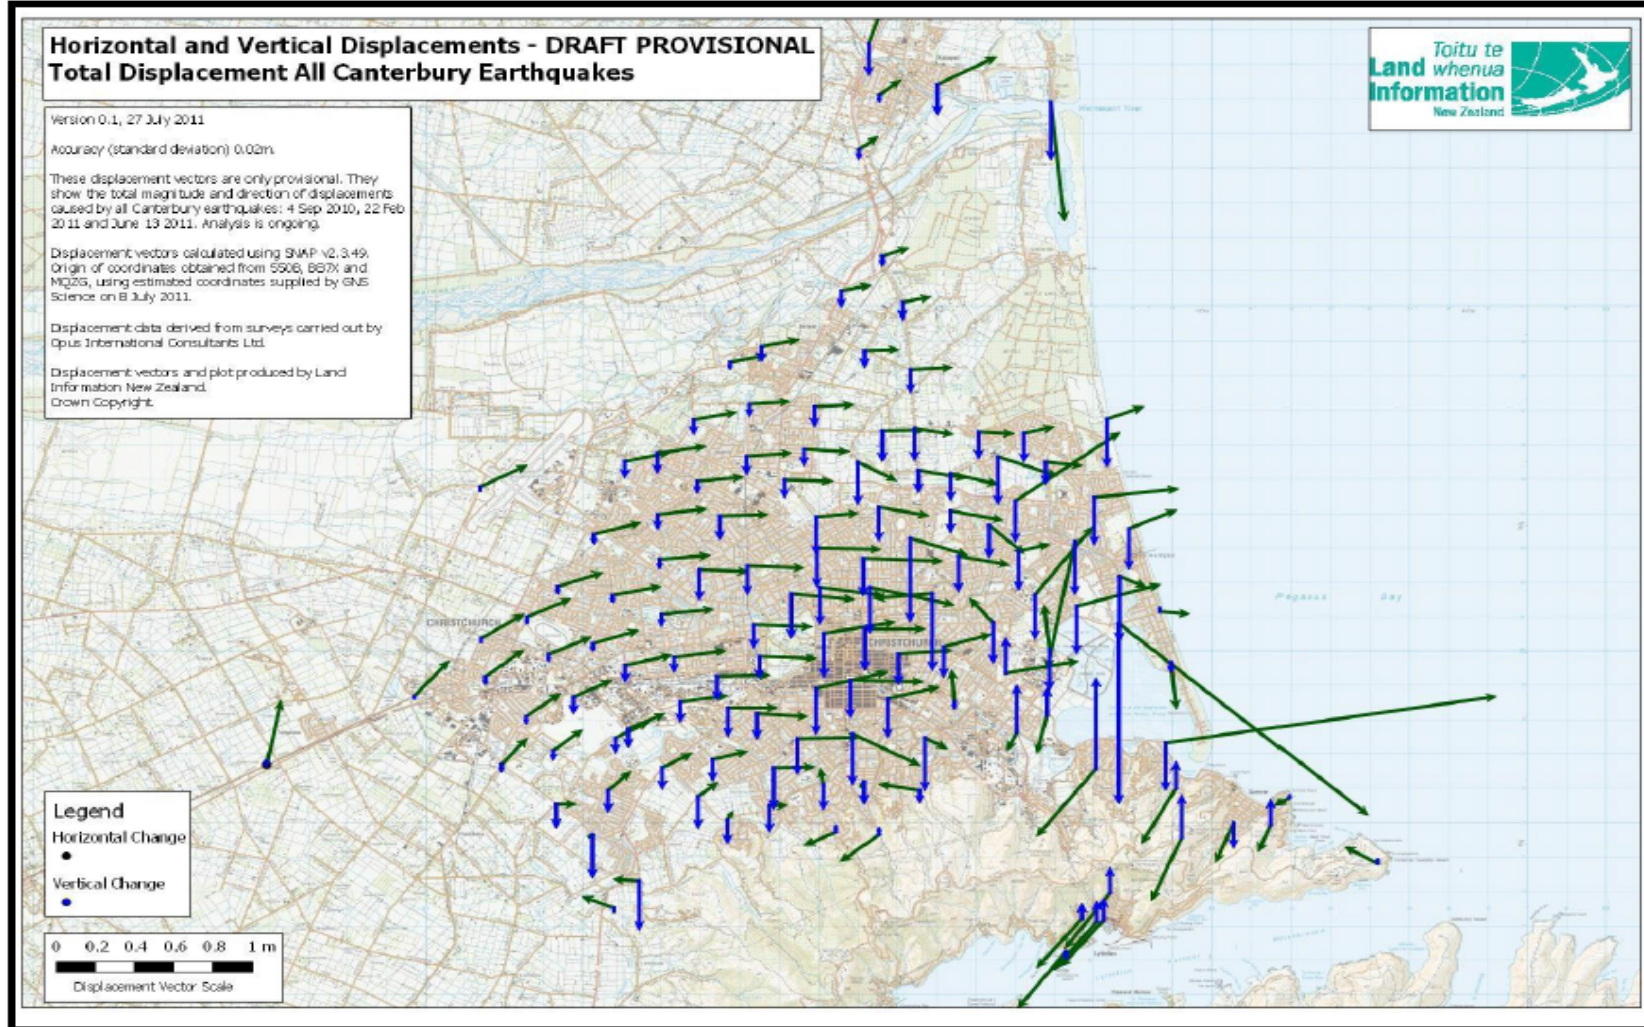 Horizontal and Vertical Displacements - DRAFT PROVISIONAL
Total Displacement All Canterbury Earthquakes
Toitu te
Land whenua
Information
New Zealand
Version 0.1, 27 July 2011
Accuracy (standard deviation) 0.02m.
These displacement vectors are only provisional. They
show the total magnitude and direction of displacements
caused by all Canterbury earthquakes: 4 Sep 2010, 22 Feb
2011 and June 13 2011. Analysis is ongoing.
Displacement vectors calculated using SNAP v2.3.49.
Origin of coordinates obtained from
MQZG, using estimated coordinates supplied by GNS
Science on 8 July 2011.
Displacement data derived from surveys carried out by
Opus International Consultants Ltd.
Displacement vectors and plot produced by Land
Information New Zealand.
Crown Copyright.
CHRISTCHURCH
CHRISTCHURCH
Pegasus Bay
Legend
Horizontal Change
Vertical Change
0 0.2 0.4 0.6 0.8 1 m
Displacement Vector Scale
Lyttelton